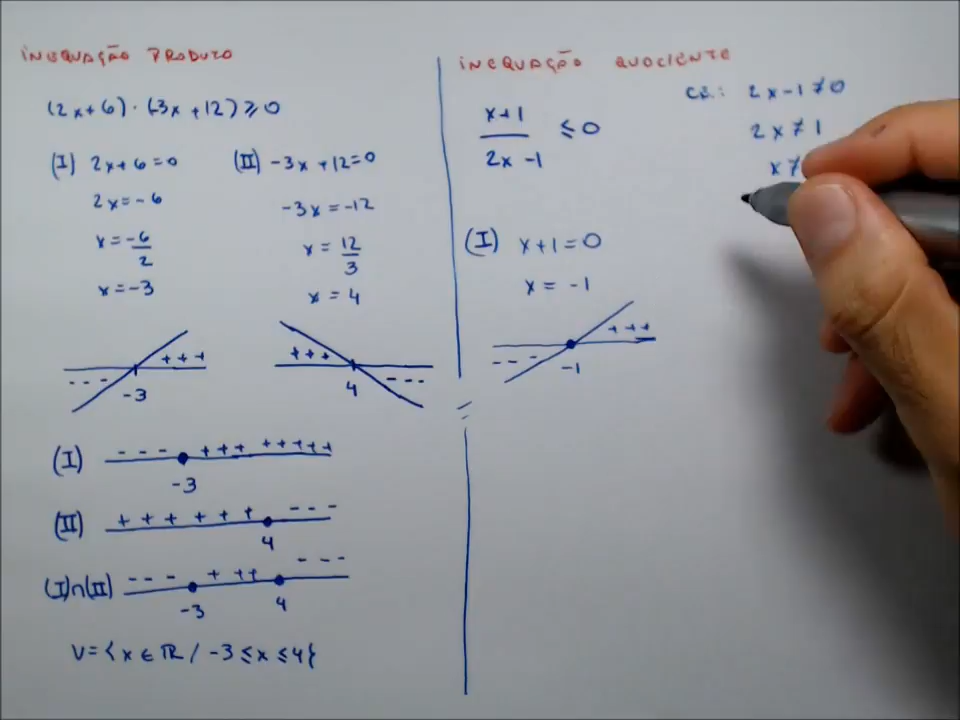 INEQUAÇÃO PRODUTO
(2x+6) · (-3x+12) ≥ 0
(I) 2x+6=0
2x=-6
x=-6/2
x=-3
(II) -3x+12=0
-3x=-12
x=12/3
x=4
- - - + + +
-3
+ + + - - -
4
(I) - - - + + + + + + + +
-3
(II) + + + + + + - - -
4
(I)∩(II) - - - + + + - - -
-3 4
V={x ∈ ℝ / -3 ≤ x ≤ 4}
INEQUAÇÃO QUOCIENTE
x+1/2x-1 ≤ 0
C.E.: 2x-1≠0
2x≠1
x≠
(I) x+1=0
x=-1
- - - + + +
-1